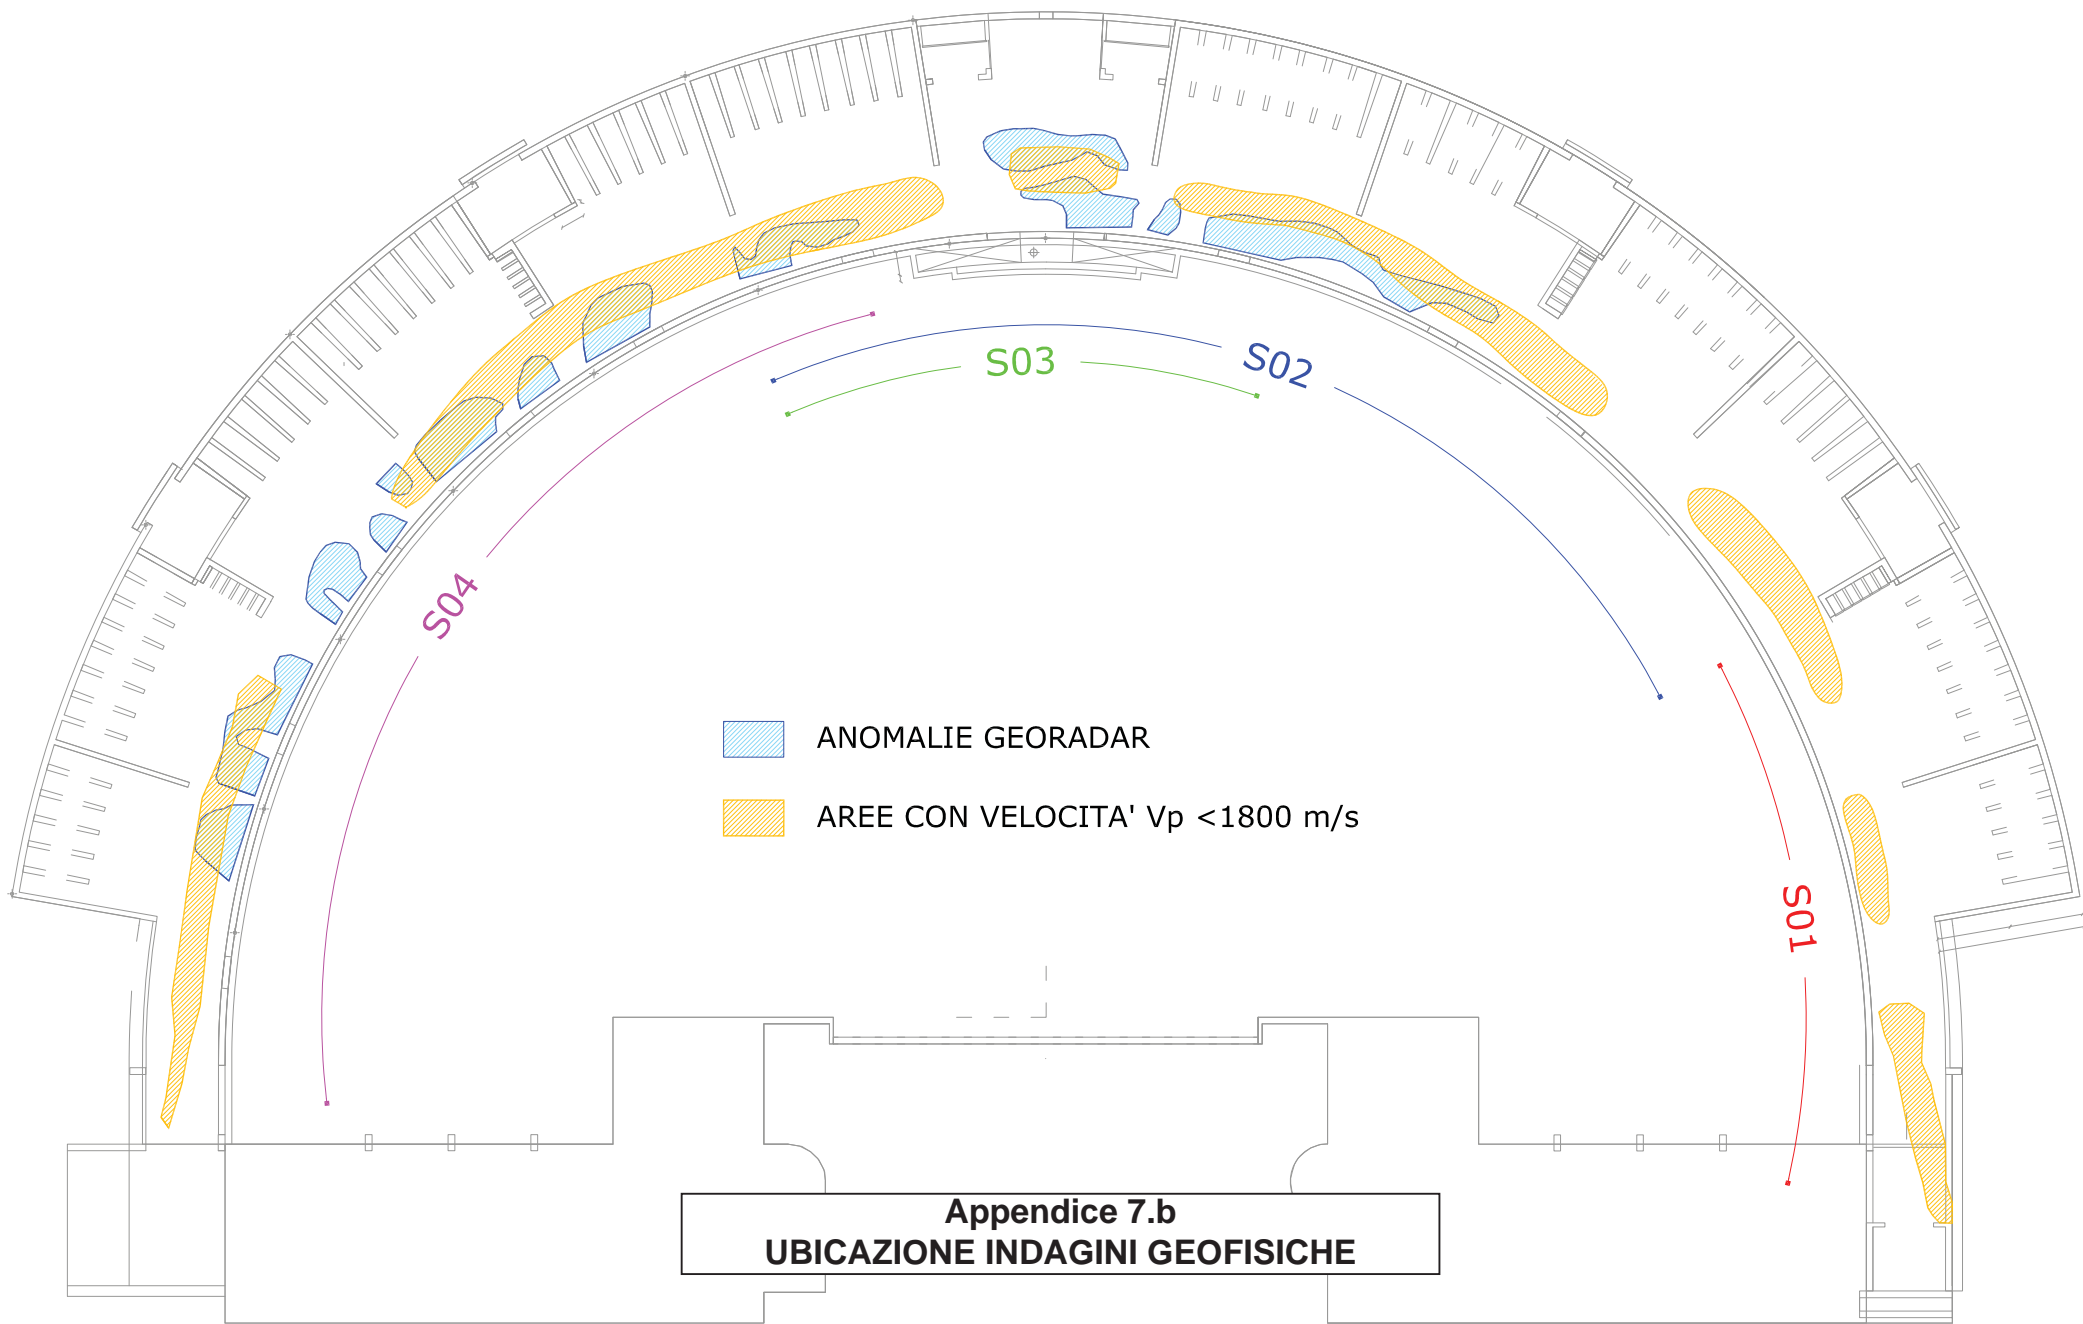 S03
S02
S04
ANOMALIE GEORADAR
AREE CON VELOCITA' Vp <1800 m/s
S01
Appendice 7.b
UBICAZIONE INDAGINI GEOFISICHE